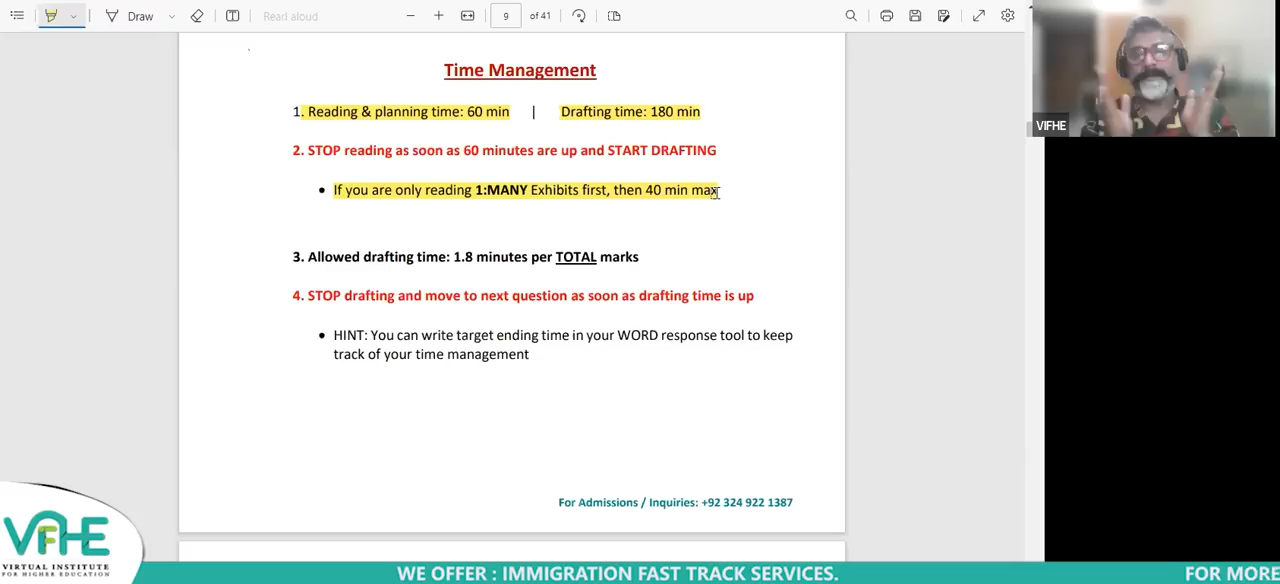 Draw
Read aloud
9 of 41
Time Management
1. Reading & planning time: 60 min | Drafting time: 180 min
2. STOP reading as soon as 60 minutes are up and START DRAFTING
• If you are only reading 1:MANY Exhibits first, then 40 min max
3. Allowed drafting time: 1.8 minutes per TOTAL marks
4. STOP drafting and move to next question as soon as drafting time is up
• HINT: You can write target ending time in your WORD response tool to keep
track of your time management
For Admissions / Inquiries: +92 324 922 1387
VIFHE
VIFHE
VIRTUAL INSTITUTE
FOR HIGHER EDUCATION
WE OFFER : IMMIGRATION FAST TRACK SERVICES.
FOR MORE